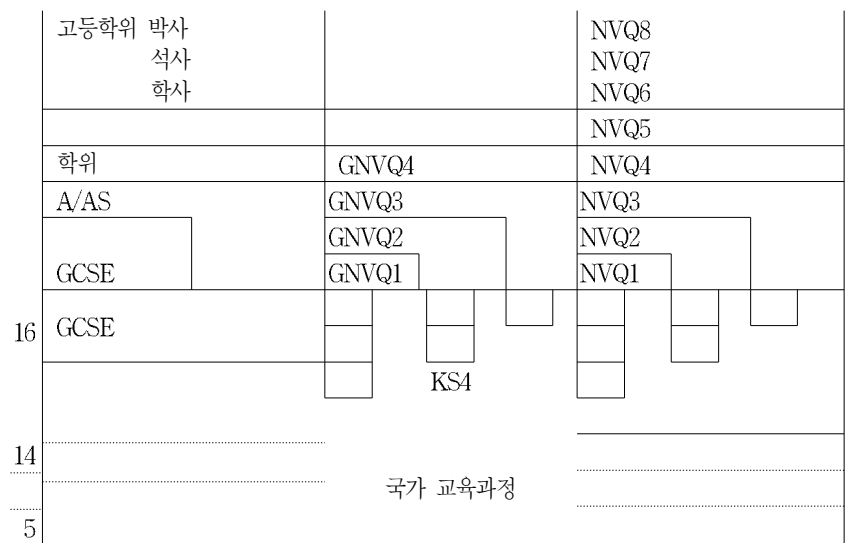 고등학위 박사 NVQ8
석사 NVQ7
학사 NVQ6
NVQ5
학위 GNVQ4 NVQ4
A/AS GNVQ3 NVQ3
GNVQ2 NVQ2
GCSE GNVQ1 NVQ1
16 GCSE
KS4
14
국가 교육과정
5